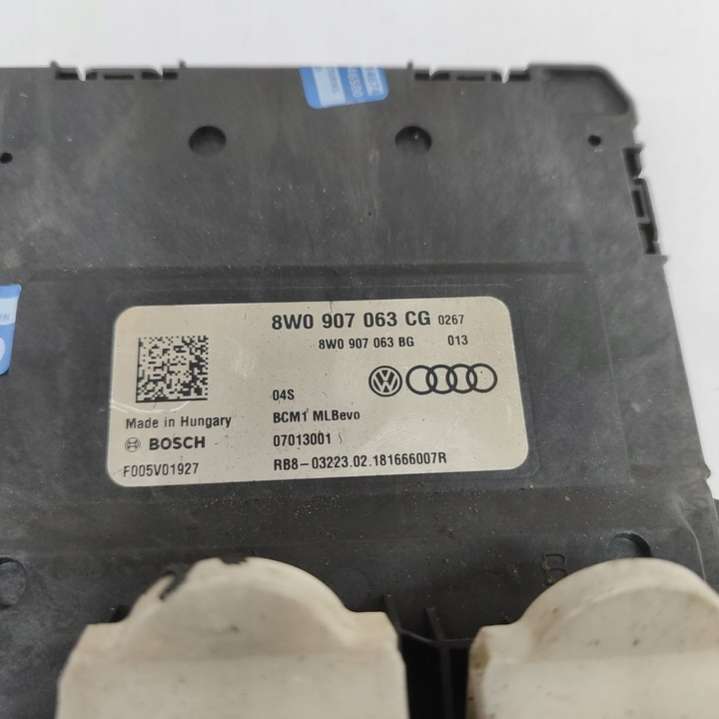 8W0 907 063 CG 0267
8W0 907 063 BG 013
04S
BCM1 MLBevo
Made in Hungary
07013001
BOSCH
F005V01927
RB8-03223.02.181666007R